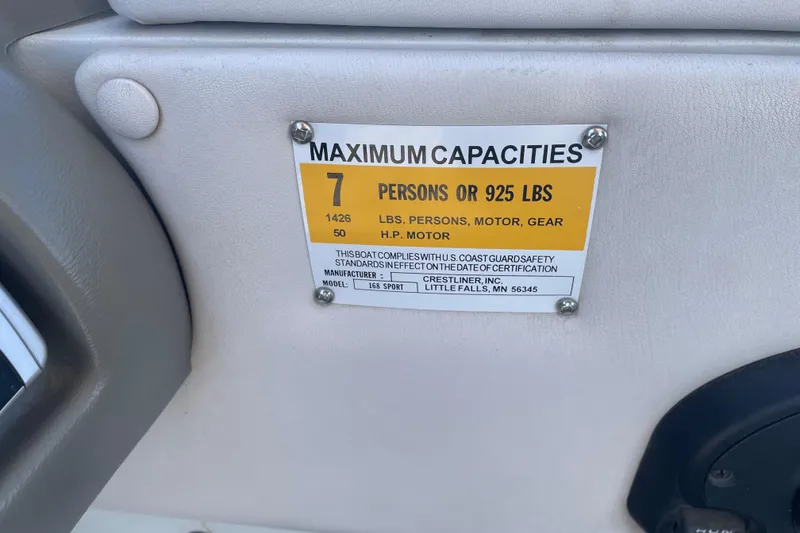 MAXIMUM CAPACITIES
7 PERSONS OR 925 LBS
1426 LBS. PERSONS, MOTOR, GEAR
50 H.P. MOTOR
THIS BOAT COMPLIES WITH U.S. COAST GUARD SAFETY
STANDARDS IN EFFECT ON THE DATE OF CERTIFICATION
MANUFACTURER : CRESTLINER, INC.
MODEL: 168 SPORT LITTLE FALLS, MN 56345